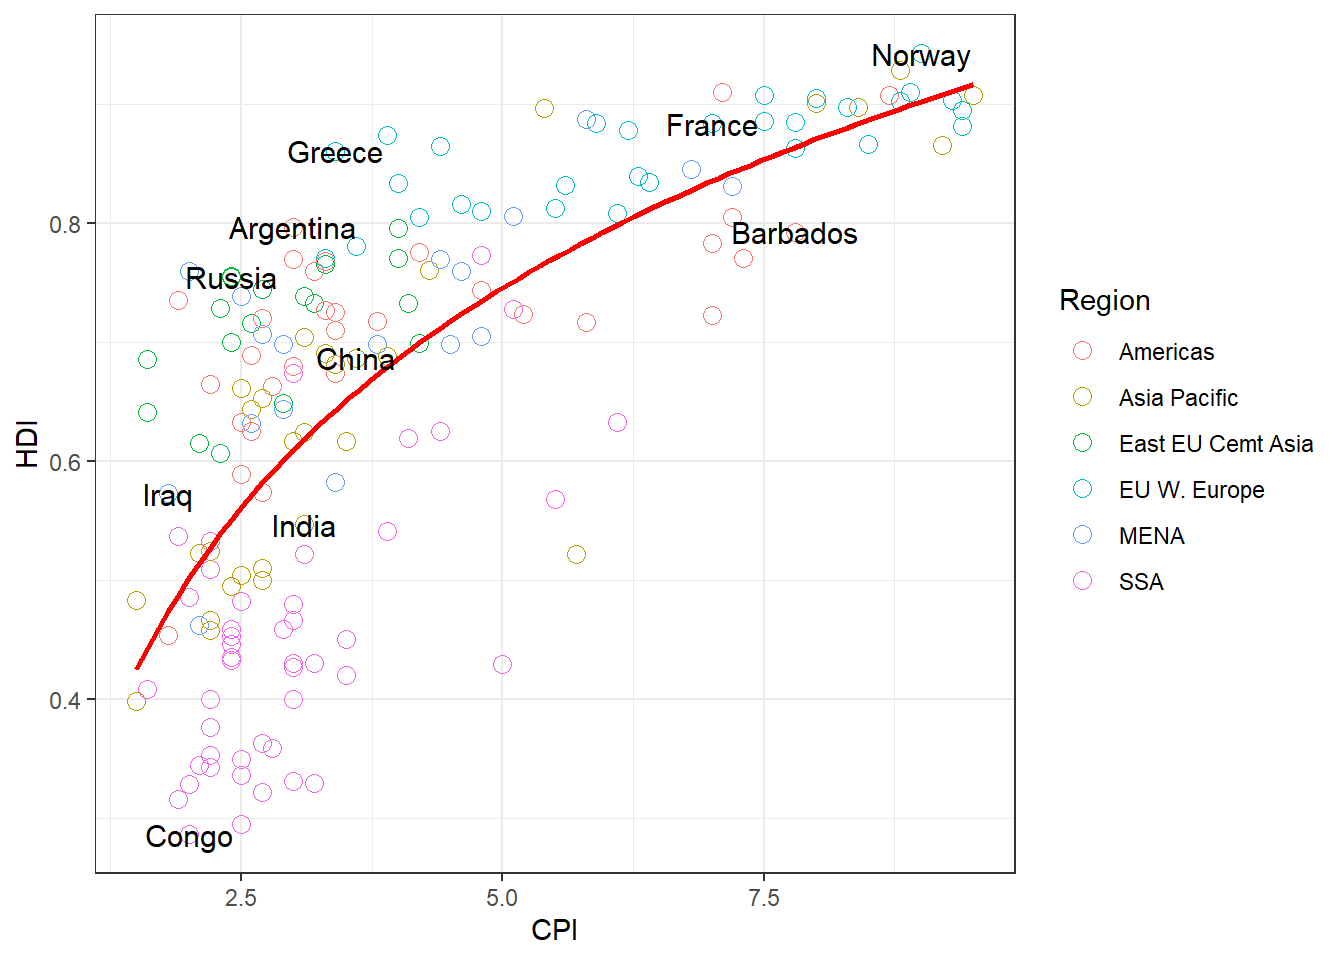 Norway
France
Greece
Argentina
Barbados
Russia
China
Iraq
India
Congo
0.8
0.6
0.4
HDI
2.5
5.0
7.5
CPI
Region
Americas
Asia Pacific
East EU Cemt Asia
EU W. Europe
MENA
SSA